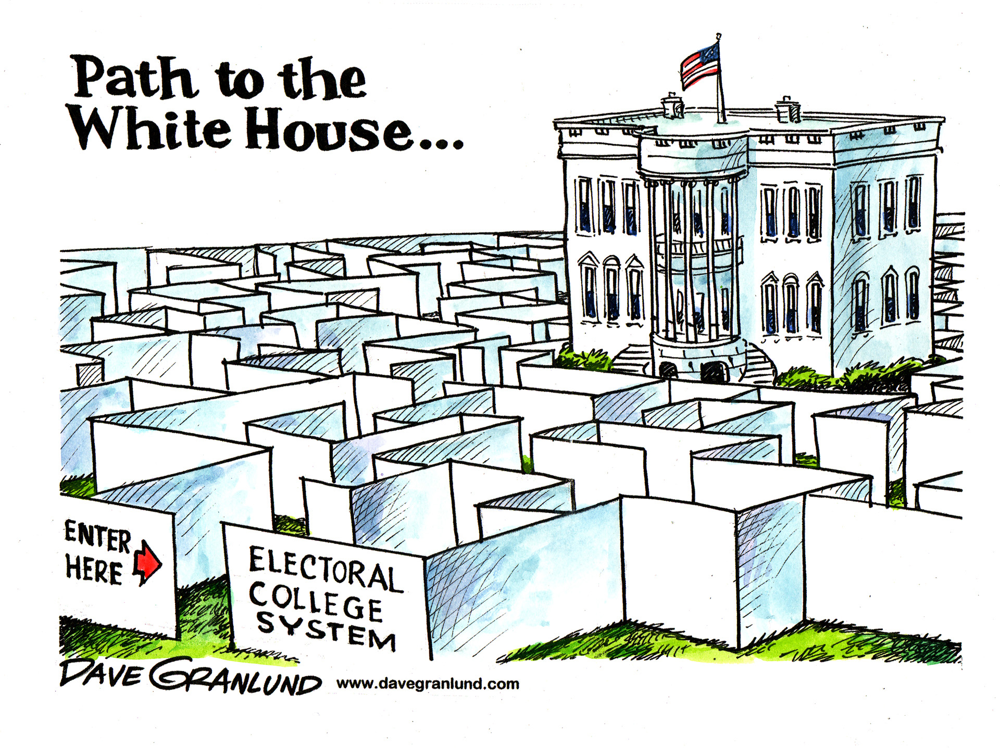 Path to the
White House...
ENTER
HERE
ELECTORAL
COLLEGE
SYSTEM
DAVE GRANLUND www.davegranlund.com